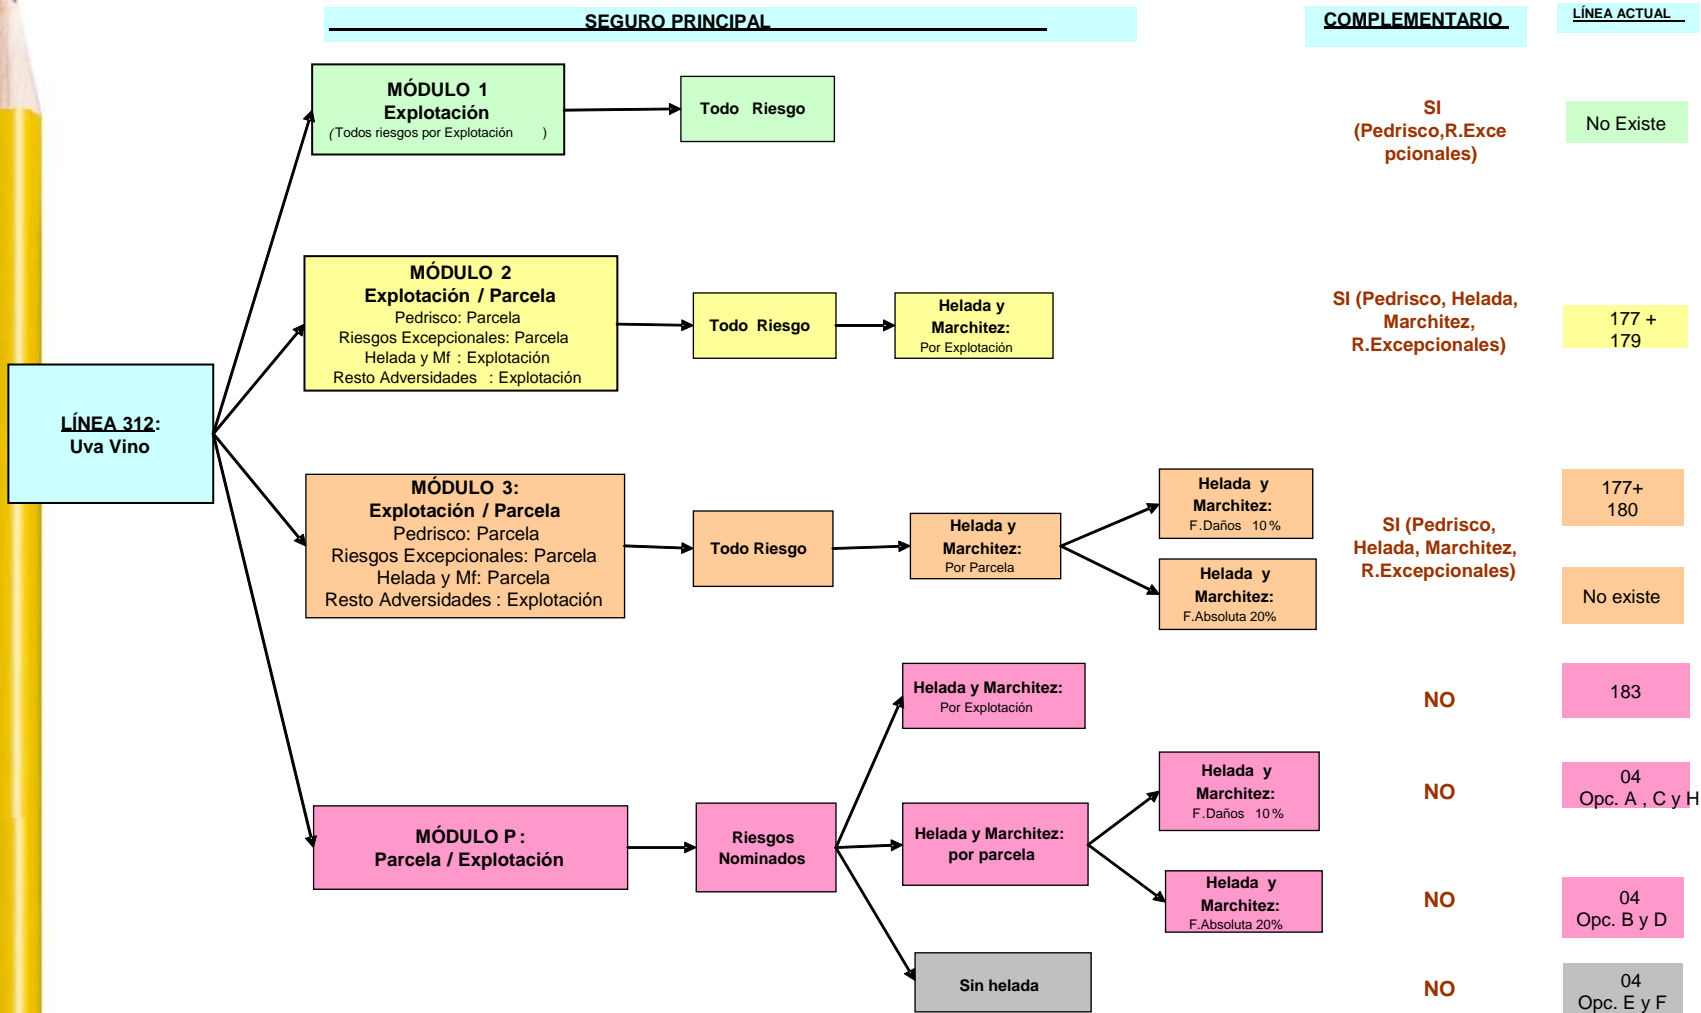 SEGURO PRINCIPAL
COMPLEMENTARIO
LÍNEA ACTUAL
MÓDULO 1
Explotación
(Todos riesgos por Explotación )
Todo Riesgo
SI
(Pedrisco,R.Exce
pcionales)
No Existe
MÓDULO 2
Explotación / Parcela
Pedrisco: Parcela
Riesgos Excepcionales: Parcela
Helada y Mf : Explotación
Resto Adversidades : Explotación
Todo Riesgo
Helada y
Marchitez:
Por Explotación
SI (Pedrisco, Helada,
Marchitez,
R.Excepcionales)
177 +
179
LÍNEA 312:
Uva Vino
MÓDULO 3:
Explotación / Parcela
Pedrisco: Parcela
Riesgos Excepcionales: Parcela
Helada y Mf: Parcela
Resto Adversidades : Explotación
Todo Riesgo
Helada y
Marchitez:
Por Parcela
Helada y
Marchitez:
F.Daños 10%
Helada y
Marchitez:
F.Absoluta 20%
SI (Pedrisco,
Helada, Marchitez,
R.Excepcionales)
177+
180
No existe
MÓDULO P :
Parcela / Explotación
Riesgos
Nominados
Helada y Marchitez:
Por Explotación
NO
183
Helada y Marchitez:
por parcela
Helada y
Marchitez:
F.Daños 10%
NO
04
Opc. A , C y H
Helada y
Marchitez:
F.Absoluta 20%
NO
04
Opc. B y D
Sin helada
NO
04
Opc. E y F